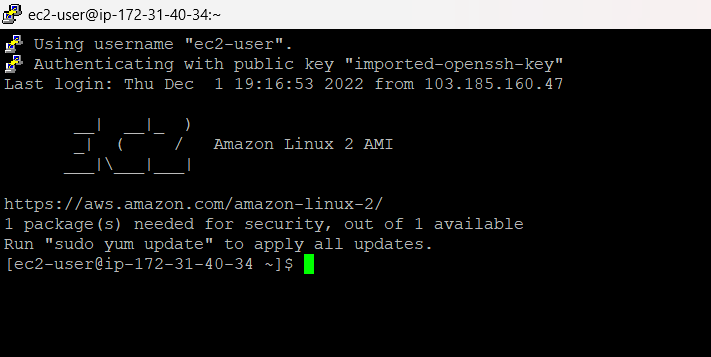 ec2-user@ip-172-31-40-34:~
Using username "ec2-user".
Authenticating with public key "imported-openssh-key"
Last login: Thu Dec  1 19:16:53 2022 from 103.185.160.47
       __|  __|_  )
       _|  (     /   Amazon Linux 2 AMI
      ___|\___|___|
https://aws.amazon.com/amazon-linux-2/
1 package(s) needed for security, out of 1 available
Run "sudo yum update" to apply all updates.
[ec2-user@ip-172-31-40-34 ~]$